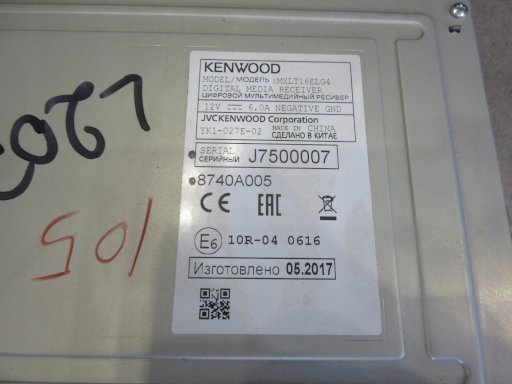 KENWOOD
MODEL/МОДЕЛЬ: MXLT16ELG4
DIGITAL MEDIA RECEIVER
ЦИФРОВОЙ МУЛЬТИМЕДИЙНЫЙ РЕСИВЕР
12V ⎓ 6.0A NEGATIVE GND
JVCKENWOOD Corporation
YK1-027E-02 MADE IN CHINA
СДЕЛАНО В КИТАЕ
SERIAL
СЕРИЙНЫЙ J7500007
8740A005
CE EAC
E6 10R-04 0616
Изготовлено 05.2017
105